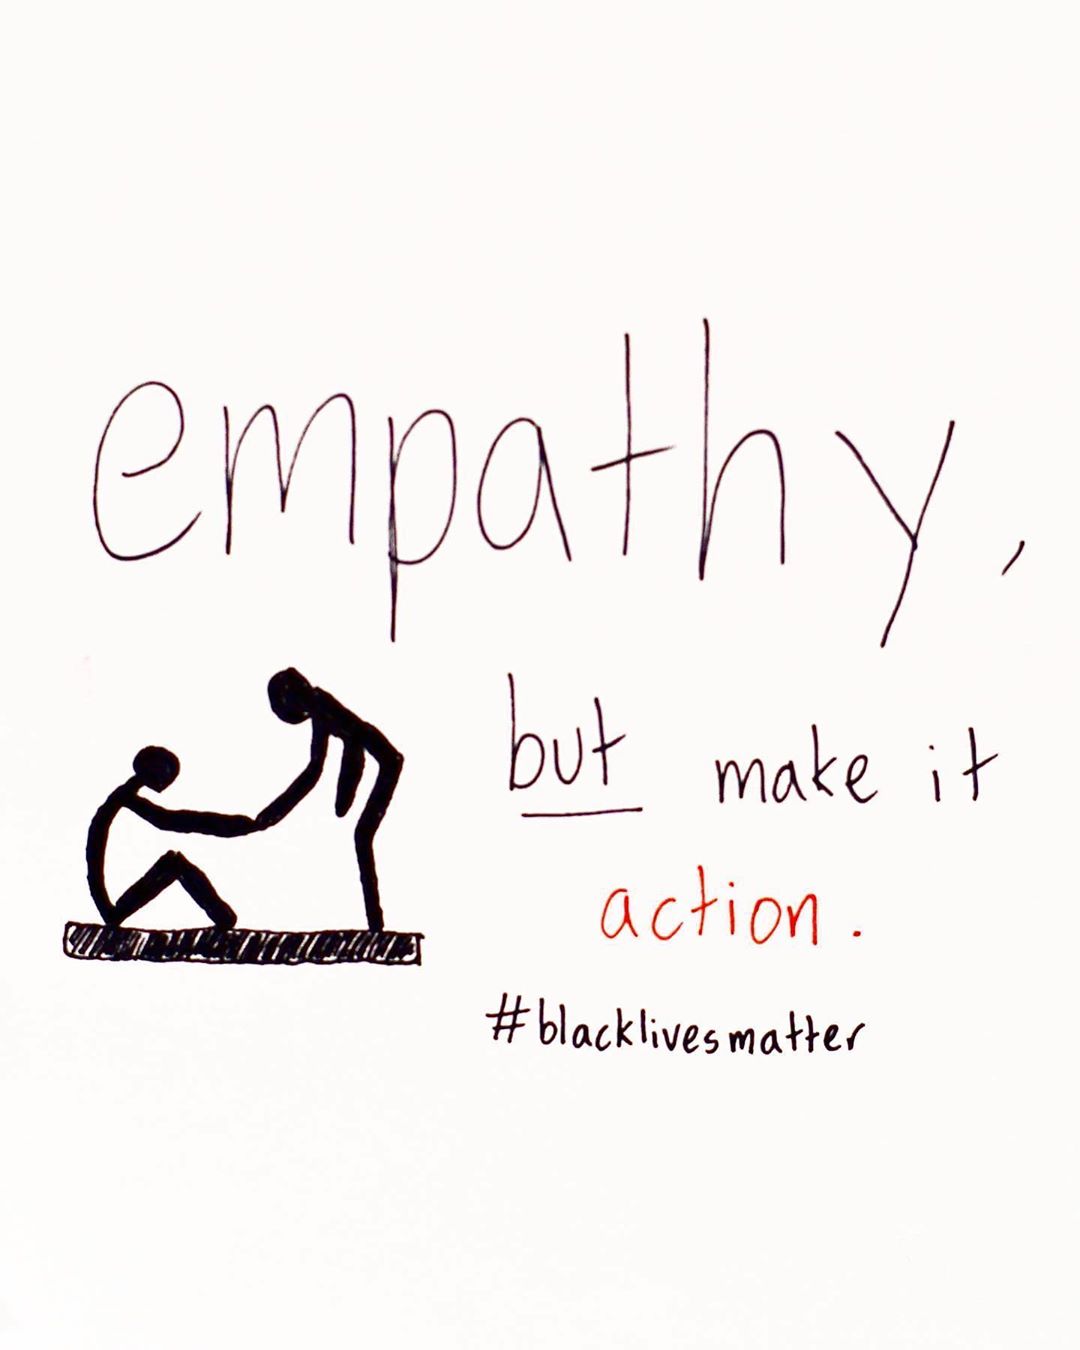 empathy,
but make it
action.
#blacklivesmatter